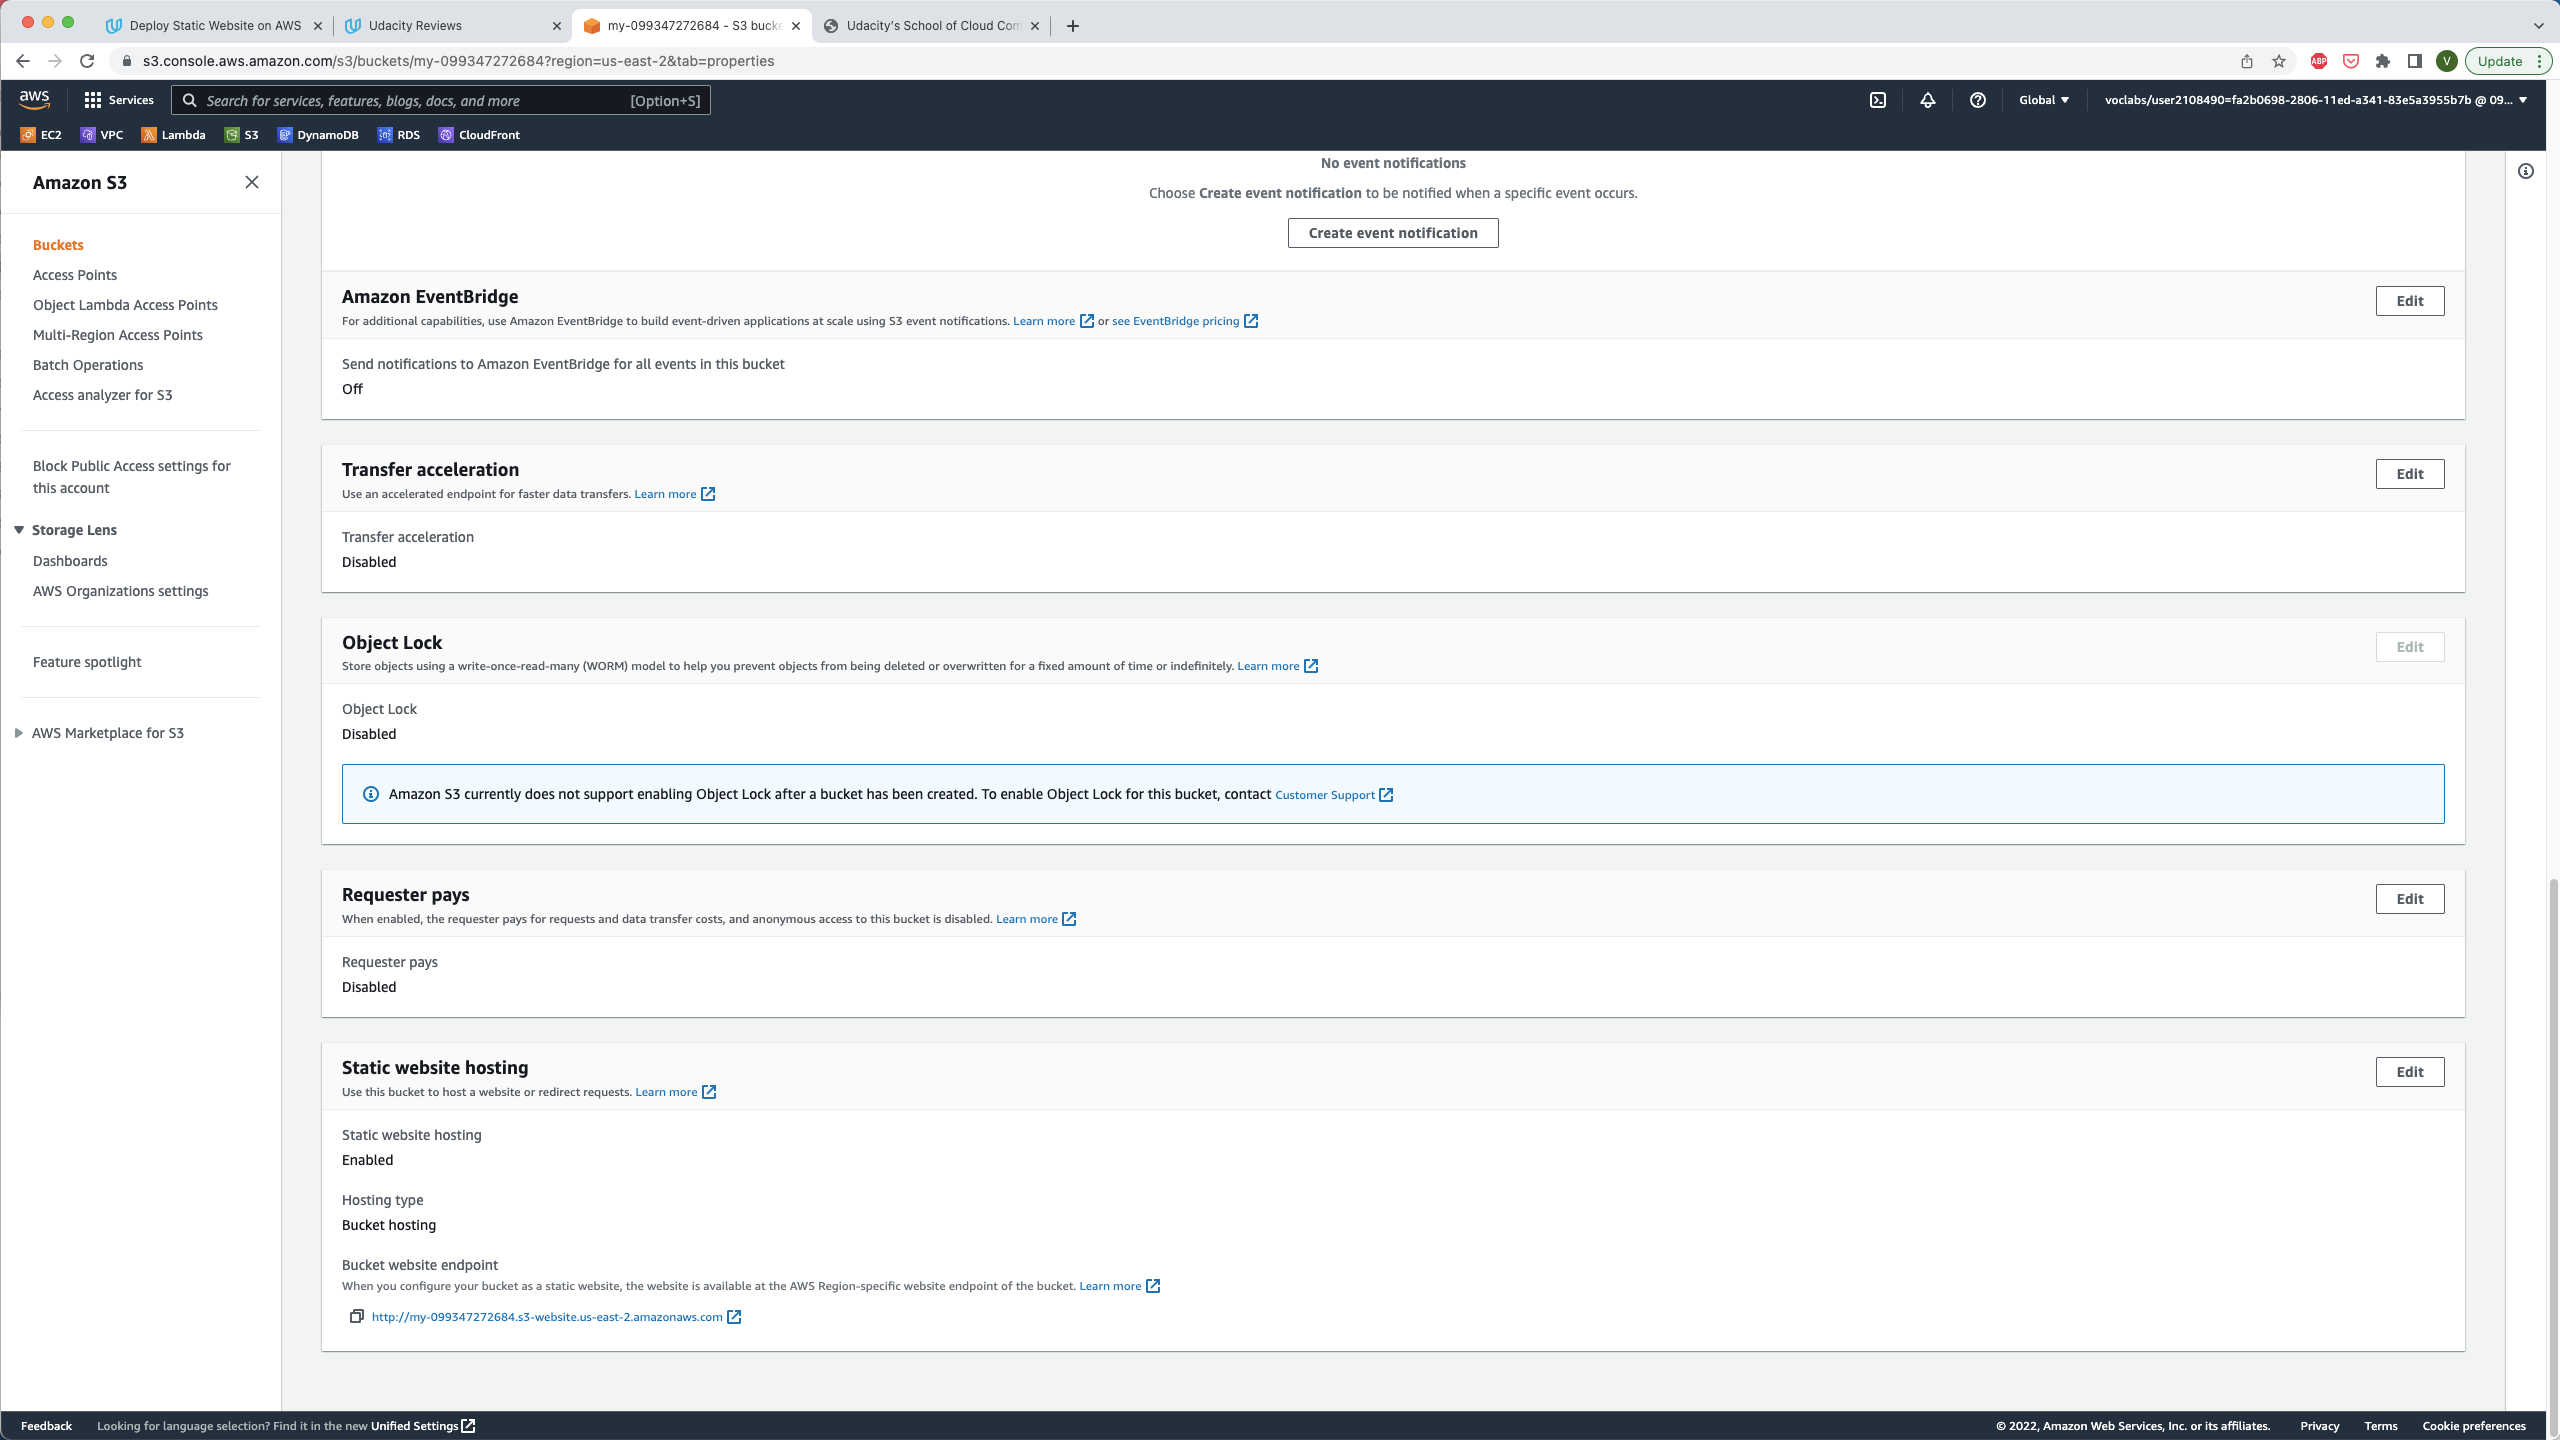 Deploy Static Website on AWS
Udacity Reviews
my-099347272684 - S3 bucke
Udacity's School of Cloud Com
s3.console.aws.amazon.com/s3/buckets/my-099347272684?region=us-east-2&tab=properties
ABP
V
Update
aws
Services
Search for services, features, blogs, docs, and more
[Option+S]
Global
voclabs/user2108490=fa2b0698-2806-11ed-a341-83e5a3955b7b @ 09...
EC2
VPC
Lambda
S3
DynamoDB
RDS
CloudFront
Amazon S3
Buckets
Access Points
Object Lambda Access Points
Multi-Region Access Points
Batch Operations
Access analyzer for S3
Block Public Access settings for
this account
Storage Lens
Dashboards
AWS Organizations settings
Feature spotlight
AWS Marketplace for S3
No event notifications
Choose Create event notification to be notified when a specific event occurs.
Create event notification
Amazon EventBridge
Edit
For additional capabilities, use Amazon EventBridge to build event-driven applications at scale using S3 event notifications. Learn more or see EventBridge pricing
Send notifications to Amazon EventBridge for all events in this bucket
Off
Transfer acceleration
Edit
Use an accelerated endpoint for faster data transfers. Learn more
Transfer acceleration
Disabled
Object Lock
Edit
Store objects using a write-once-read-many (WORM) model to help you prevent objects from being deleted or overwritten for a fixed amount of time or indefinitely. Learn more
Object Lock
Disabled
Amazon S3 currently does not support enabling Object Lock after a bucket has been created. To enable Object Lock for this bucket, contact Customer Support
Requester pays
Edit
When enabled, the requester pays for requests and data transfer costs, and anonymous access to this bucket is disabled. Learn more
Requester pays
Disabled
Static website hosting
Edit
Use this bucket to host a website or redirect requests. Learn more
Static website hosting
Enabled
Hosting type
Bucket hosting
Bucket website endpoint
When you configure your bucket as a static website, the website is available at the AWS Region-specific website endpoint of the bucket. Learn more
http://my-099347272684.s3-website.us-east-2.amazonaws.com
Feedback
Looking for language selection? Find it in the new Unified Settings
© 2022, Amazon Web Services, Inc. or its affiliates.
Privacy
Terms
Cookie preferences